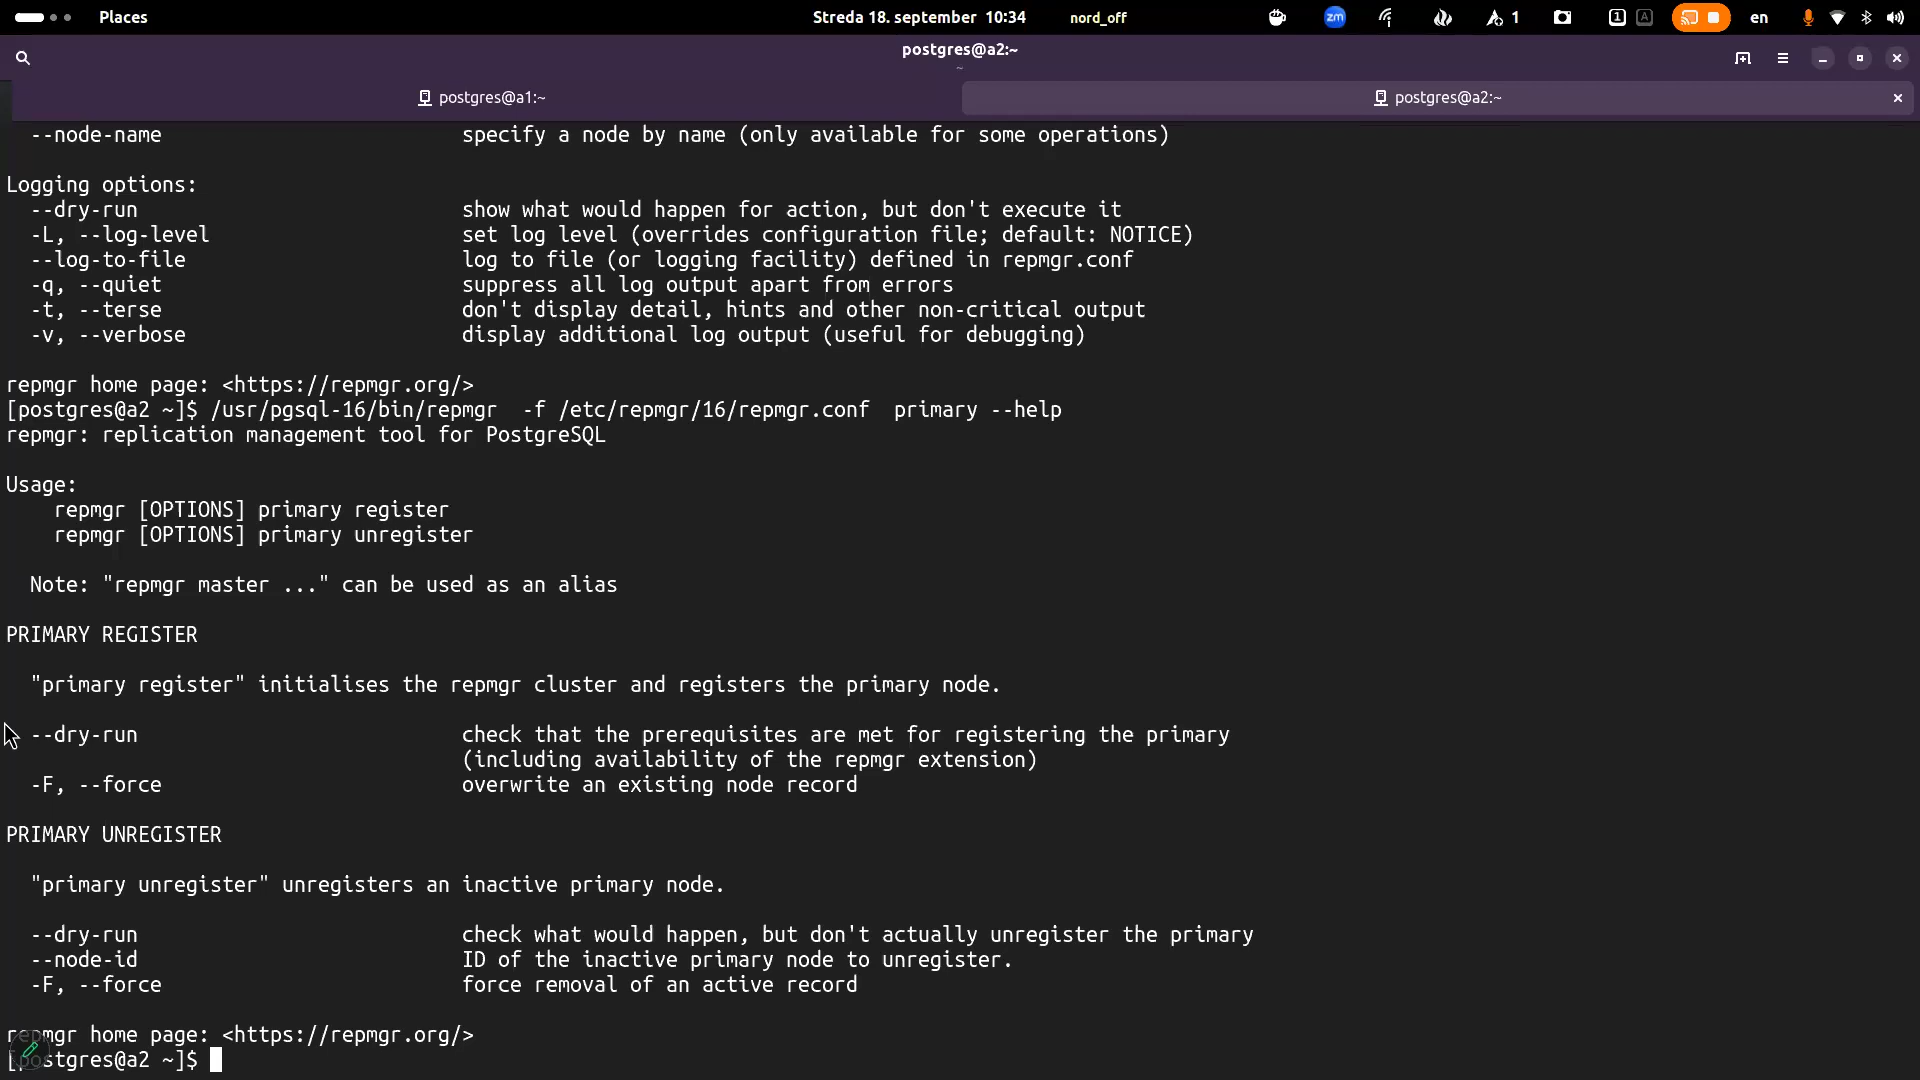 Places
Streda 18. september 10:34
nord_off
zm
1
1
A
en
postgres@a2:~
~
postgres@a1:~
postgres@a2:~
--node-name specify a node by name (only available for some operations)
Logging options:
--dry-run show what would happen for action, but don't execute it
-L, --log-level set log level (overrides configuration file; default: NOTICE)
--log-to-file log to file (or logging facility) defined in repmgr.conf
-q, --quiet suppress all log output apart from errors
-t, --terse don't display detail, hints and other non-critical output
-v, --verbose display additional log output (useful for debugging)
repmgr home page: <https://repmgr.org/>
[postgres@a2 ~]$ /usr/pgsql-16/bin/repmgr  -f /etc/repmgr/16/repmgr.conf  primary --help
repmgr: replication management tool for PostgreSQL
Usage:
repmgr [OPTIONS] primary register
repmgr [OPTIONS] primary unregister
Note: "repmgr master ..." can be used as an alias
PRIMARY REGISTER
"primary register" initialises the repmgr cluster and registers the primary node.
--dry-run check that the prerequisites are met for registering the primary
(including availability of the repmgr extension)
-F, --force overwrite an existing node record
PRIMARY UNREGISTER
"primary unregister" unregisters an inactive primary node.
--dry-run check what would happen, but don't actually unregister the primary
--node-id ID of the inactive primary node to unregister.
-F, --force force removal of an active record
repmgr home page: <https://repmgr.org/>
[postgres@a2 ~]$